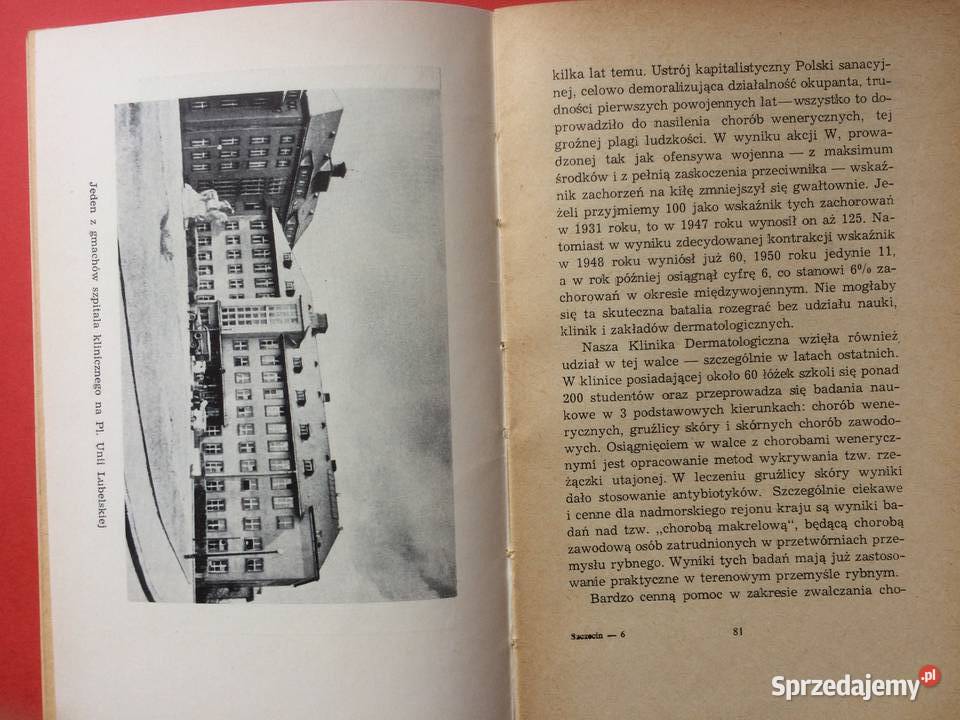 Jeden z gmachów szpitala klinicznego na Pl. Unii Lubelskiej
kilka lat temu. Ustrój kapitalistyczny Polski sanacyj-
nej, celowo demoralizująca działalność okupanta, tru-
dności pierwszych powojennych lat—wszystko to do-
prowadziło do nasilenia chorób wenerycznych, tej
groźnej plagi ludzkości. W wyniku akcji W, prowa-
dzonej tak jak ofensywa wojenna — z maksimum
środków i z pełnią zaskoczenia przeciwnika — wskaź-
nik zachorzeń na kiłę zmniejszył się gwałtownie. Je-
żeli przyjmiemy 100 jako wskaźnik tych zachorowań
w 1931 roku, to w 1947 roku wynosił on aż 125. Na-
tomiast w wyniku zdecydowanej kontrakcji wskaźnik
w 1948 roku wyniósł już 60, 1950 roku jedynie 11,
a w rok później osiągnął cyfrę 6, co stanowi 6% za-
chorowań w okresie międzywojennym. Nie mogłaby
się ta skuteczna batalia rozegrać bez udziału nauki,
klinik i zakładów dermatologicznych.
Nasza Klinika Dermatologiczna wzięła również
udział w tej walce — szczególnie w latach ostatnich.
W klinice posiadającej około 60 łóżek szkoli się ponad
200 studentów oraz przeprowadza się badania nau-
kowe w 3 podstawowych kierunkach: chorób wene-
rycznych, gruźlicy skóry i skórnych chorób zawodo-
wych. Osiągnięciem w walce z chorobami wenerycz-
nymi jest opracowanie metod wykrywania tzw. rze-
żączki utajonej. W leczeniu gruźlicy skóry wyniki
dało stosowanie antybiotyków. Szczególnie ciekawe
i cenne dla nadmorskiego rejonu kraju są wyniki ba-
dań nad tzw. „chorobą makrelową“, będącą chorobą
zawodową osób zatrudnionych w przetwórniach prze-
mysłu rybnego. Wyniki tych badań mają już zastoso-
wanie praktyczne w terenowym przemyśle rybnym.
Bardzo cenną pomoc w zakresie zwalczania cho-
Szczecin — 6
81
Sprzedajemy.pl